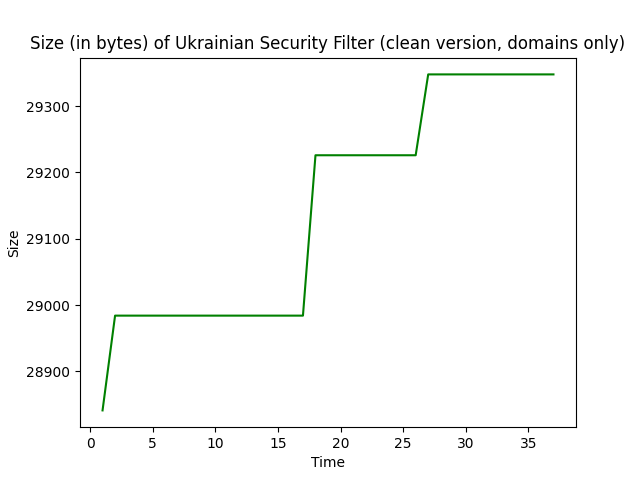 Size (in bytes) of Ukrainian Security Filter (clean version, domains only)
29300
29200
29100
29000
28900
Size
0 5 10 15 20 25 30 35
Time